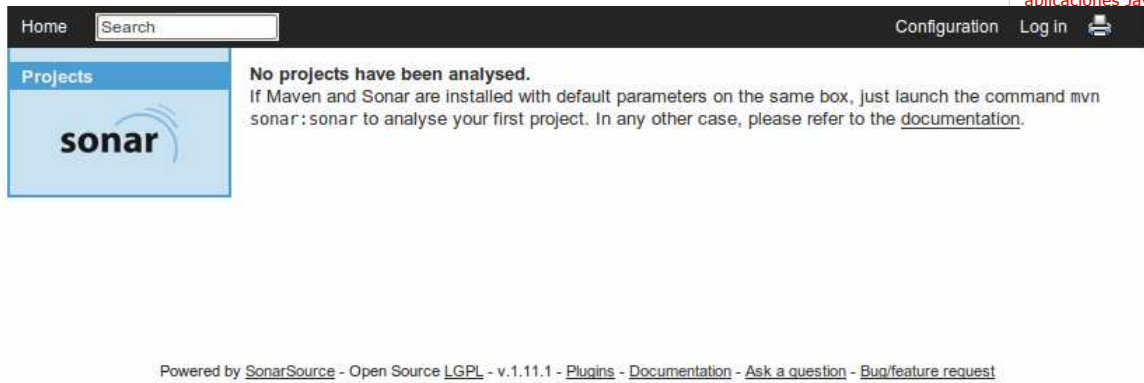 aplicaciones Ja
Home Search Configuration Log in
Projects
No projects have been analysed.
If Maven and Sonar are installed with default parameters on the same box, just launch the command mvn
sonar:sonar to analyse your first project. In any other case, please refer to the documentation.
sonar
Powered by SonarSource - Open Source LGPL - v.1.11.1 - Plugins - Documentation - Ask a question - Bug/feature request